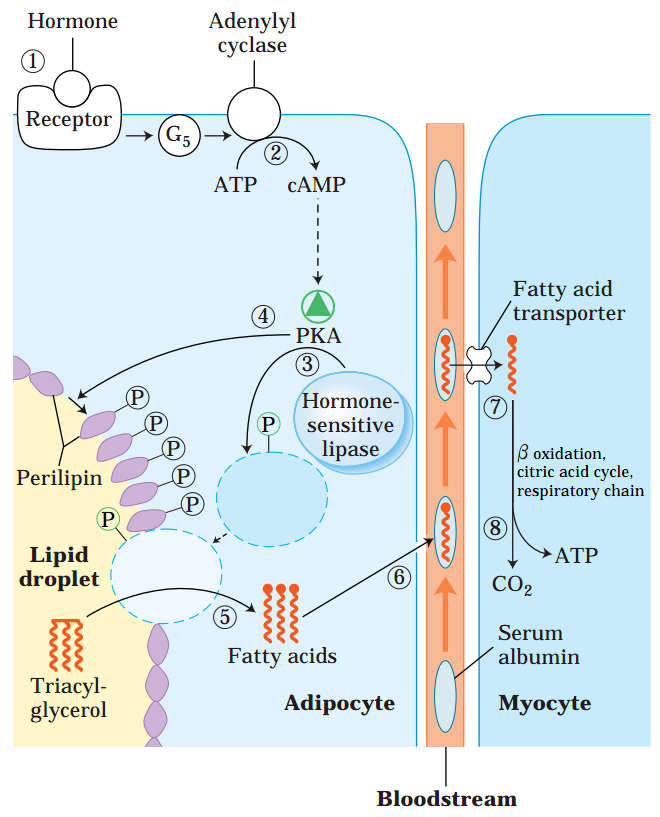 Hormone
Adenylyl
cyclase
1
Receptor
G5
2
ATP
cAMP
Fatty acid
transporter
4
PKA
3
Hormone-
sensitive
lipase
P
P
P
P
P
P
P
Perilipin
7
β oxidation,
citric acid cycle,
respiratory chain
8
ATP
CO2
Lipid
droplet
6
5
Fatty acids
Triacyl-
glycerol
Serum
albumin
Adipocyte
Myocyte
Bloodstream